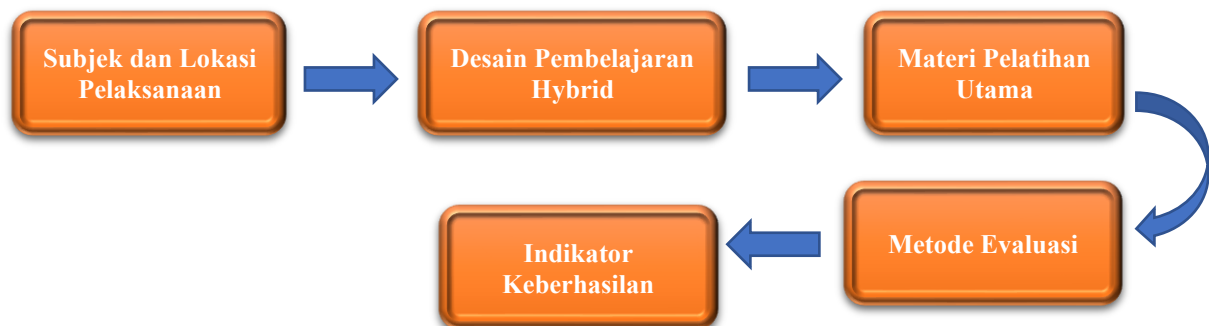 Subjek dan Lokasi
Pelaksanaan
Desain Pembelajaran
Hybrid
Materi Pelatihan
Utama
Metode Evaluasi
Indikator
Keberhasilan